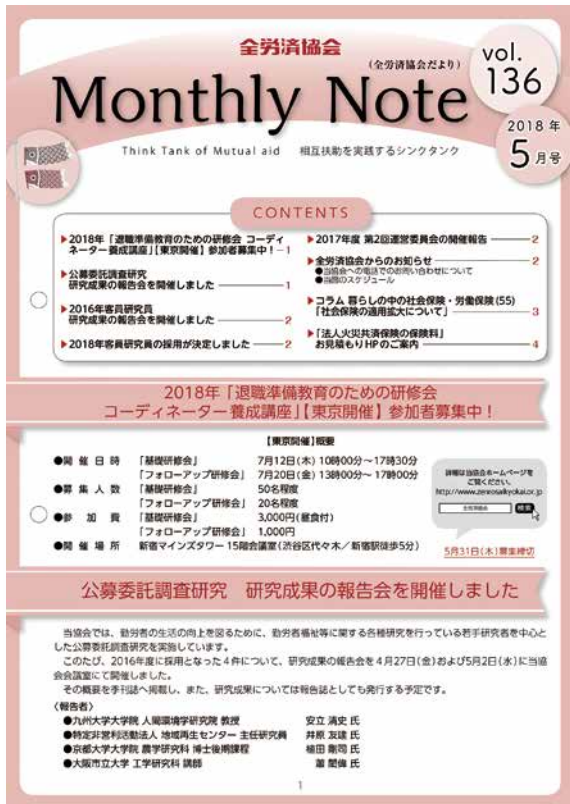 全労済協会
(全労済協会だより)
vol.
136
Monthly Note
2018年
5月号
Think Tank of Mutual aid 相互扶助を実践するシンクタンク
CONTENTS
▶2018年「退職準備教育のための研修会 コーディ
ネーター養成講座」【東京開催】参加者募集中！ 1
▶公募委託調査研究
研究成果の報告会を開催しました 1
▶2016年客員研究員
研究成果の報告会を開催しました 2
▶2018年客員研究員の採用が決定しました 2
▶2017年度 第2回運営委員会の開催報告 2
▶全労済協会からのお知らせ 2
●当協会への電話でのお問い合わせについて
●当面のスケジュール
▶コラム 暮らしの中の社会保険・労働保険(55)
「社会保険の適用拡大について」 3
▶「法人火災共済保険の保険料」
お見積もりHPのご案内 4
2018年「退職準備教育のための研修会
コーディネーター養成講座」【東京開催】参加者募集中！
【東京開催】概要
●開催日時 「基礎研修会」 7月12日(木)10時00分～17時30分
「フォローアップ研修会」 7月20日(金)13時00分～17時00分
●募集人数 「基礎研修会」 50名程度
「フォローアップ研修会」 20名程度
●参加費 「基礎研修会」 3,000円(昼食付)
「フォローアップ研修会」 1,000円
●開催場所 新宿マインズタワー 15階会議室(渋谷区代々木／新宿駅徒歩5分)
詳細は当協会ホームページを
ご覧ください。
http://www.zenrosaikyokai.or.jp
全労済協会 検索
5月31日(木)募集締切
公募委託調査研究 研究成果の報告会を開催しました
当協会では、勤労者の生活の向上を図るために、勤労者福祉等に関する各種研究を行っている若手研究者を中心と
した公募委託調査研究を実施しています。
このたび、2016年度に採用となった4件について、研究成果の報告会を4月27日(金)および5月2日(水)に当協
会会議室にて開催しました。
その概要を季刊誌へ掲載し、また、研究成果については報告誌としても発行する予定です。
〈報告者〉
●九州大学大学院 人間環境学研究院 教授 安立 清史 氏
●特定非営利活動法人 地域再生センター 主任研究員 井原 友建 氏
●京都大学大学院 農学研究科 博士後期課程 植田 剛司 氏
●大阪市立大学 工学研究科 講師 蕭 閎偉 氏
1